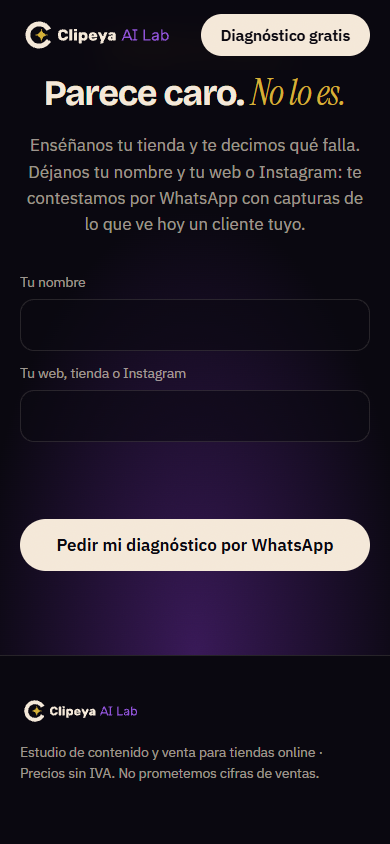 Clipeya AI Lab
Diagnóstico gratis
Parece caro. No lo es.
Enséñanos tu tienda y te decimos qué falla.
Déjanos tu nombre y tu web o Instagram: te
contestamos por WhatsApp con capturas de
lo que ve hoy un cliente tuyo.
Tu nombre
Tu web, tienda o Instagram
Pedir mi diagnóstico por WhatsApp
Clipeya AI Lab
Estudio de contenido y venta para tiendas online ·
Precios sin IVA. No prometemos cifras de ventas.